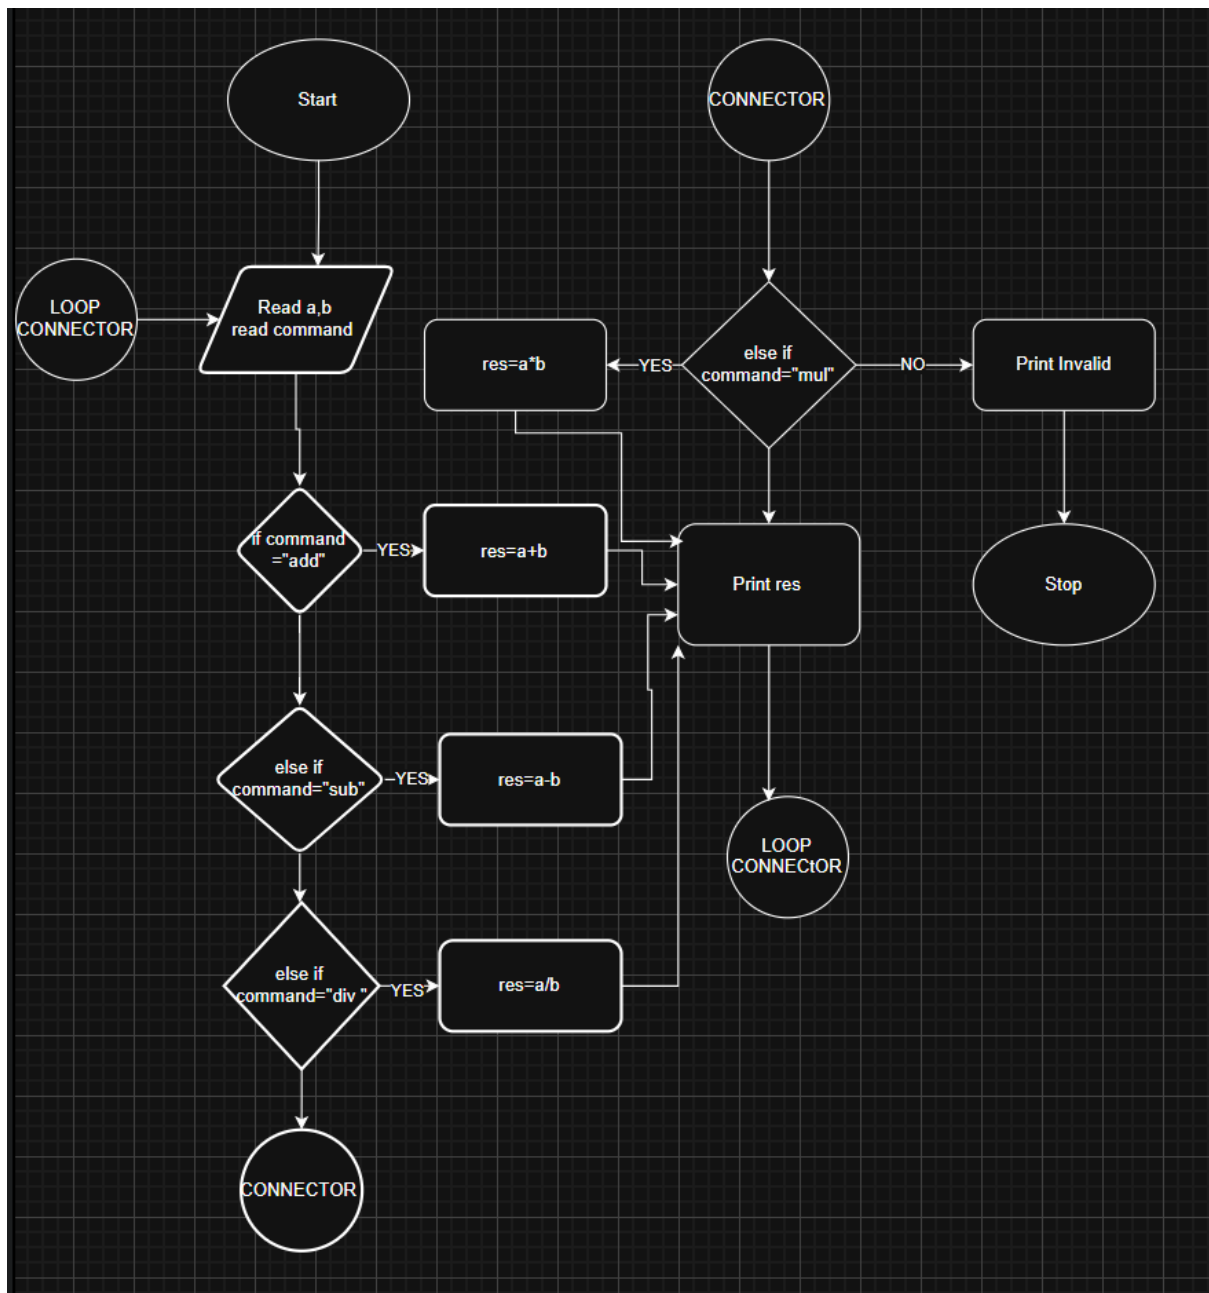 Start
CONNECTOR
LOOP
CONNECTOR
Read a,b
read command
res=a*b
YES
else if
command="mul"
NO
Print Invalid
if command
="add"
YES
res=a+b
Print res
Stop
else if
command="sub"
YES
res=a-b
LOOP
CONNECtOR
else if
command="div "
YES
res=a/b
CONNECTOR